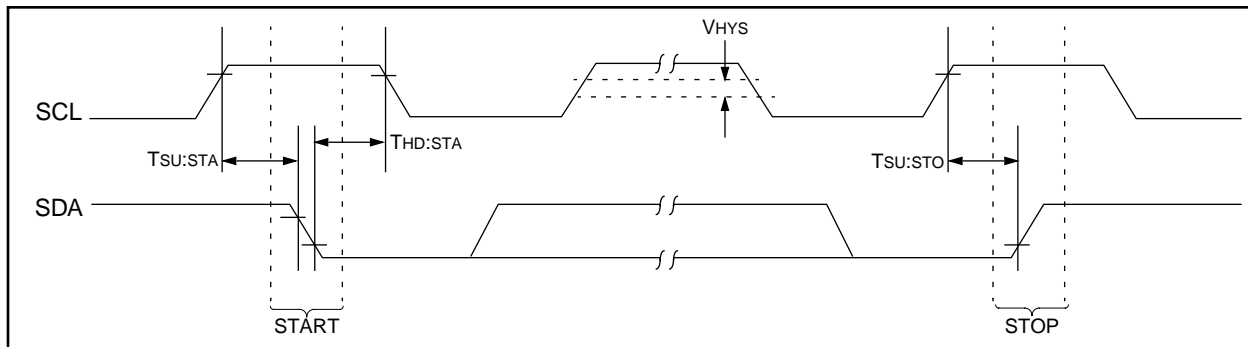 VHYS
SCL
TSU:STA
THD:STA
TSU:STO
SDA
START
STOP